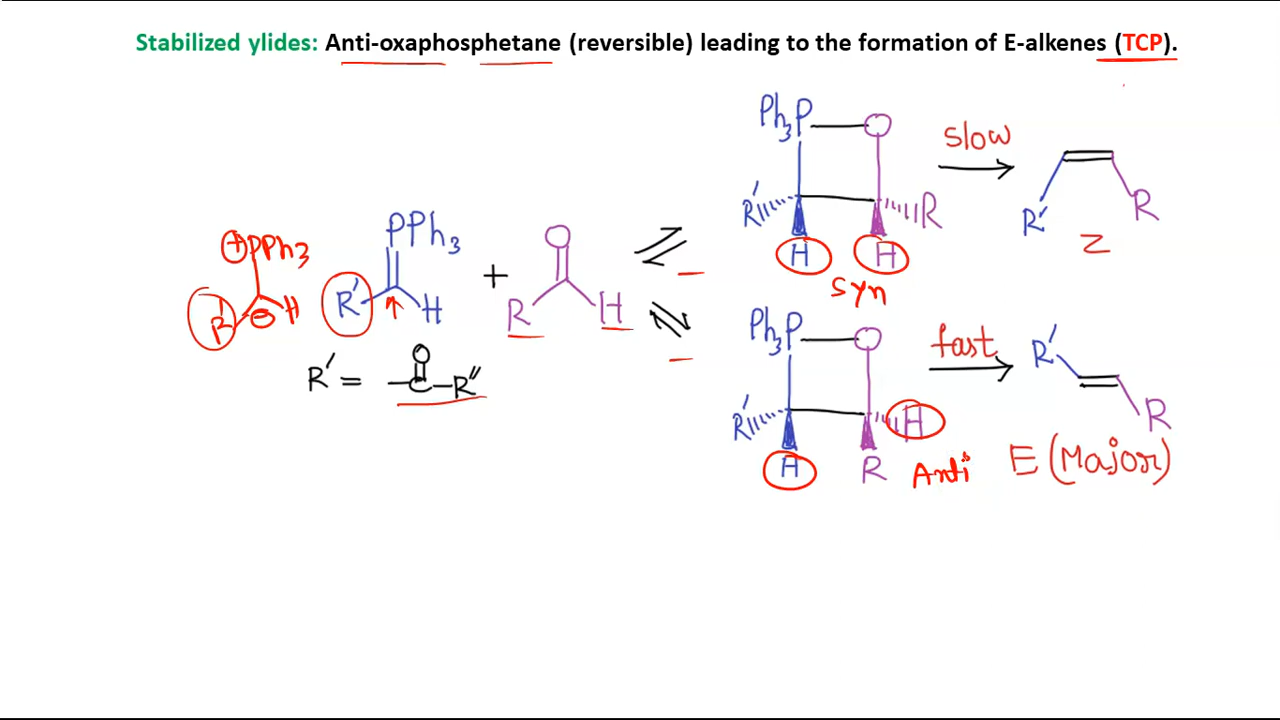 Stabilized ylides: Anti-oxaphosphetane (reversible) leading to the formation of E-alkenes (TCP).
Ph3P O
slow
R' R
H H
syn
R' R
Z
⊕PPh3
R' ⊖ H
PPh3
R' H
+
O
R H
R' = O
-C-R''
Ph3P O
fast
R' H
H R
Anti
R'
R
E (Major)